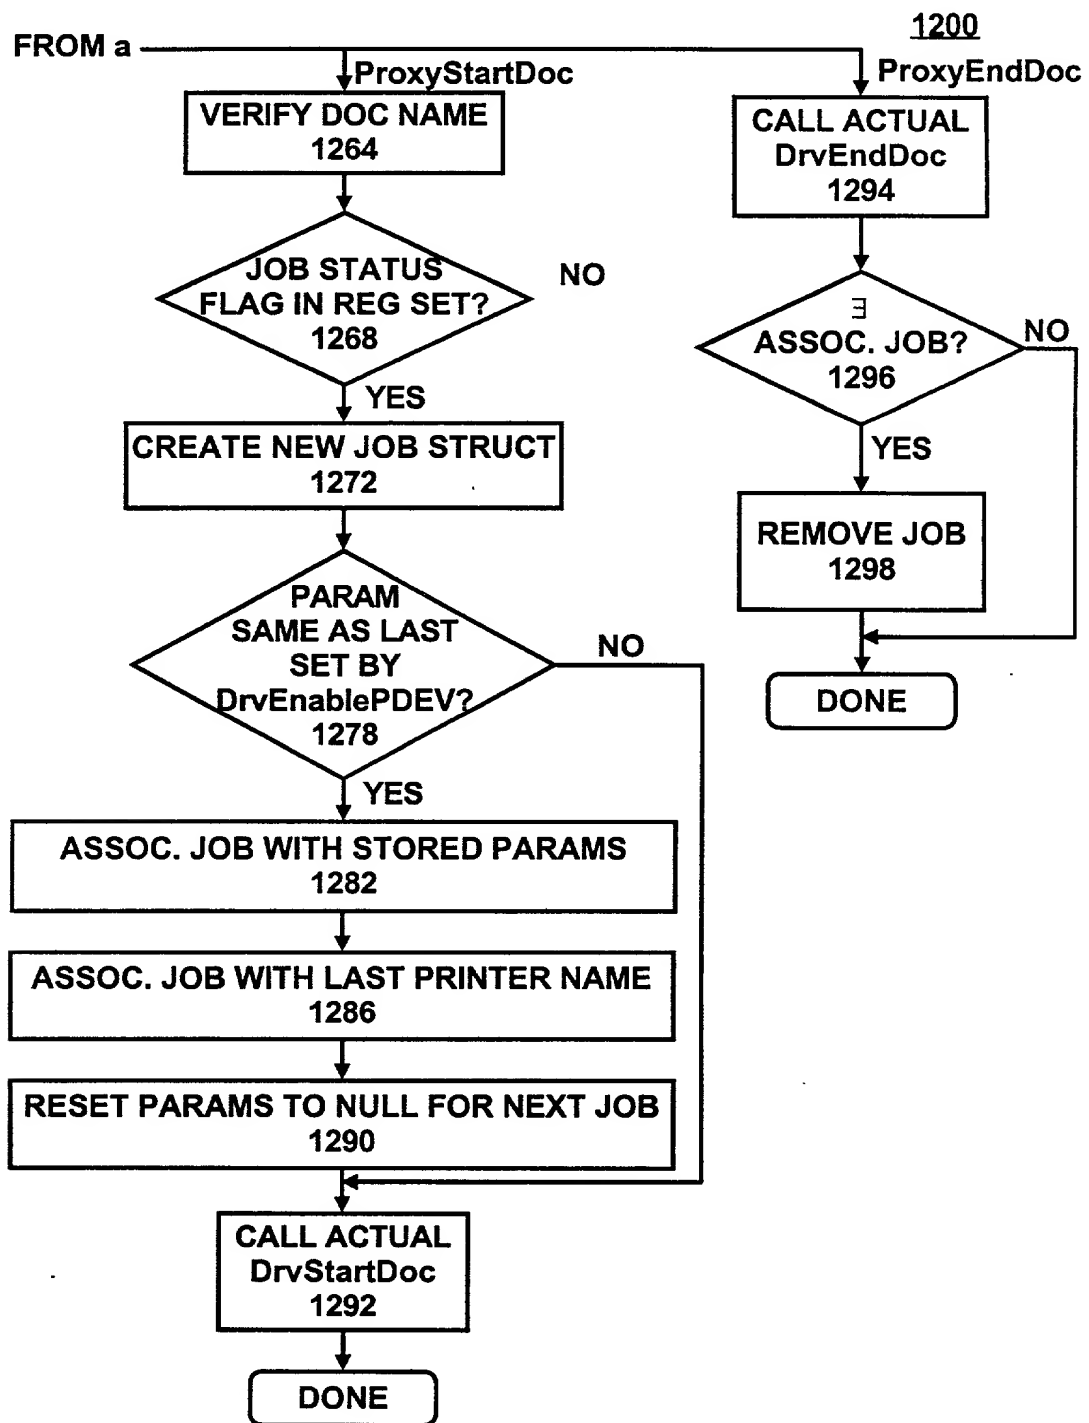 1200
FROM a
ProxyStartDoc
VERIFY DOC NAME
1264
JOB STATUS
FLAG IN REG SET?
1268
NO
YES
CREATE NEW JOB STRUCT
1272
PARAM
SAME AS LAST
SET BY
DrvEnablePDEV?
1278
NO
YES
ASSOC. JOB WITH STORED PARAMS
1282
ASSOC. JOB WITH LAST PRINTER NAME
1286
RESET PARAMS TO NULL FOR NEXT JOB
1290
CALL ACTUAL
DrvStartDoc
1292
DONE
ProxyEndDoc
CALL ACTUAL
DrvEndDoc
1294
∃
ASSOC. JOB?
1296
NO
YES
REMOVE JOB
1298
DONE